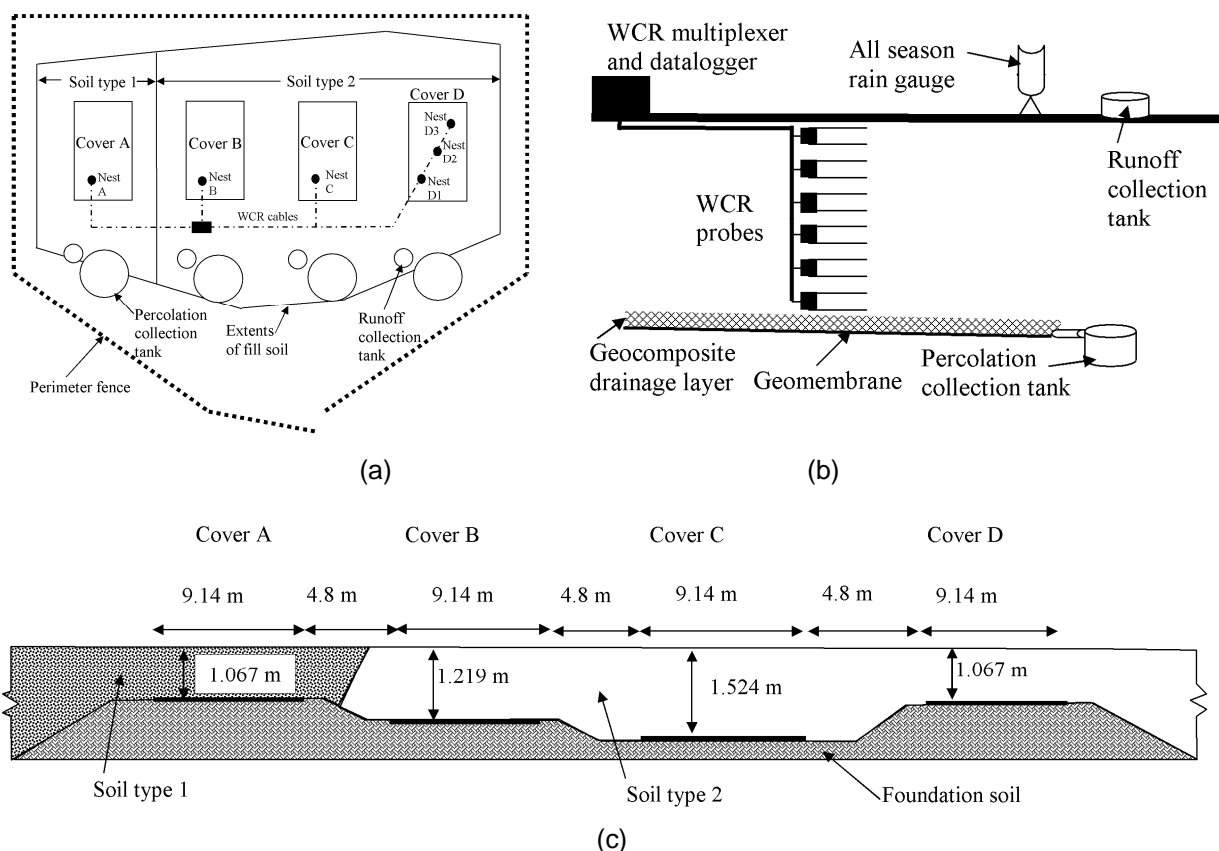 Soil type 1
Soil type 2
Cover A
Cover B
Cover C
Cover D
Nest
A
Nest
B
Nest
C
Nest
D3
Nest
D2
Nest
D1
WCR cables
Percolation
collection
tank
Extents
of fill soil
Runoff
collection
tank
Perimeter fence
(a)
WCR multiplexer
and datalogger
All season
rain gauge
Runoff
collection
tank
WCR
probes
Geocomposite
drainage layer
Geomembrane
Percolation
collection tank
(b)
Cover A
Cover B
Cover C
Cover D
9.14 m
4.8 m
9.14 m
4.8 m
9.14 m
4.8 m
9.14 m
1.067 m
1.219 m
1.524 m
1.067 m
Soil type 1
Soil type 2
Foundation soil
(c)